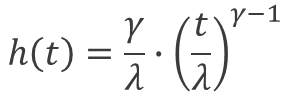 h(t) = γ/λ · (t/λ)^(γ−1)